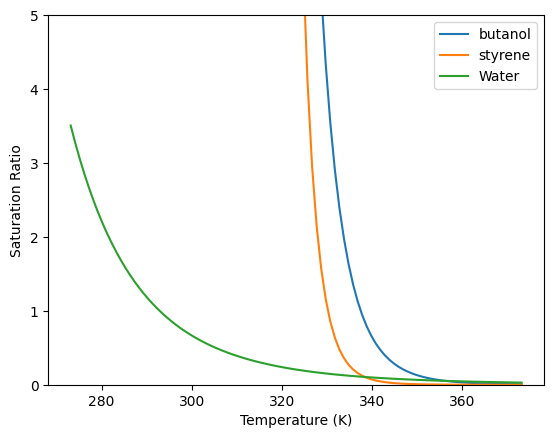 butanol
styrene
Water
Saturation Ratio
5
4
3
2
1
0
280 300 320 340 360
Temperature (K)